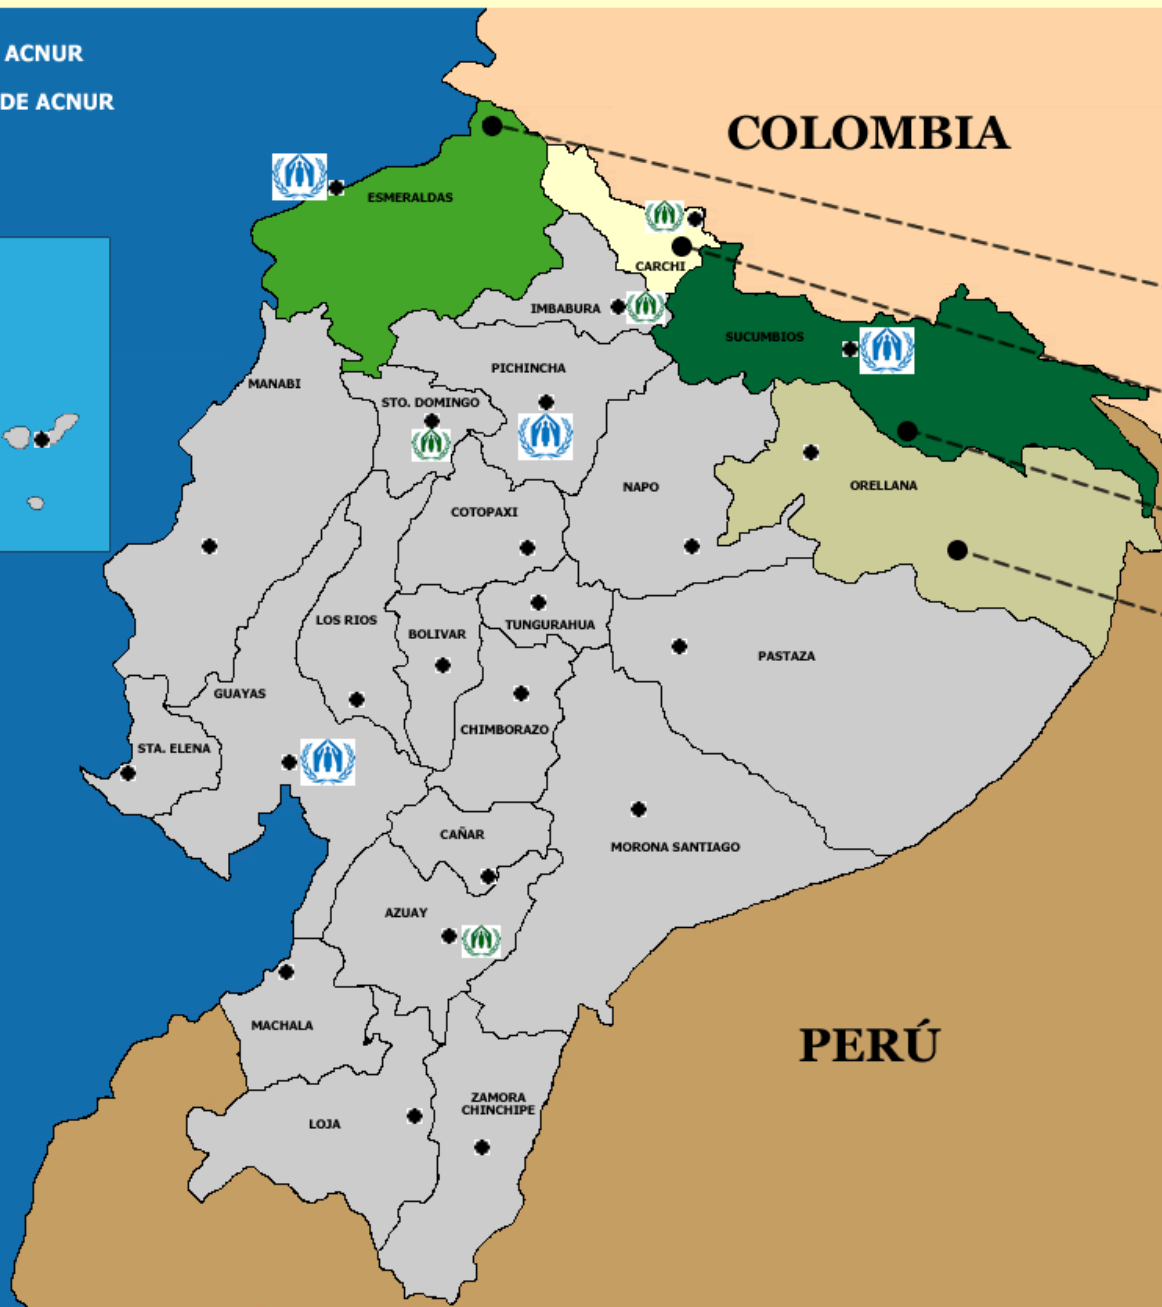 ACNUR
DE ACNUR
COLOMBIA
ESMERALDAS
CARCHI
IMBABURA
SUCUMBIOS
PICHINCHA
MANABI
STO. DOMINGO
NAPO
ORELLANA
COTOPAXI
LOS RIOS
BOLIVAR
TUNGURAHUA
PASTAZA
GUAYAS
CHIMBORAZO
STA. ELENA
CAÑAR
MORONA SANTIAGO
AZUAY
MACHALA
PERÚ
ZAMORA
CHINCHIPE
LOJA